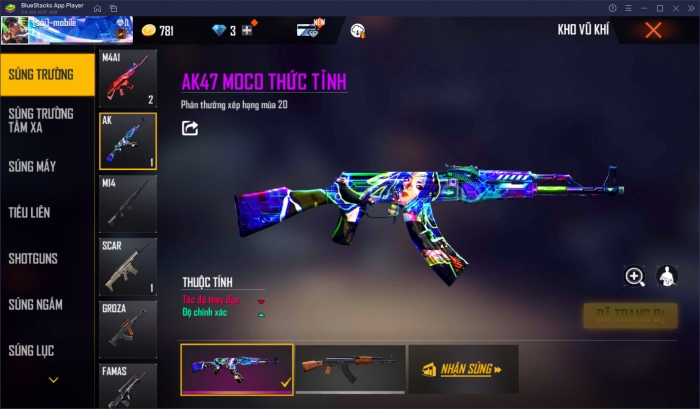 BlueStacks App Player
781
3
NEW
KHO VŨ KHÍ
SÚNG TRƯỜNG
SÚNG TRƯỜNG
TẦM XA
SÚNG MÁY
TIỂU LIÊN
SHOTGUNS
SÚNG NGẮM
SÚNG LỤC
M4A1
2
AK
1
M14
SCAR
GROZA
FAMAS
AK47 MOCO THỨC TỈNH
Phần thưởng xếp hạng mùa 20
THUỘC TÍNH
Tốc độ thay đạn
Độ chính xác
ĐÃ TRANG BỊ
NHẬN SÚNG